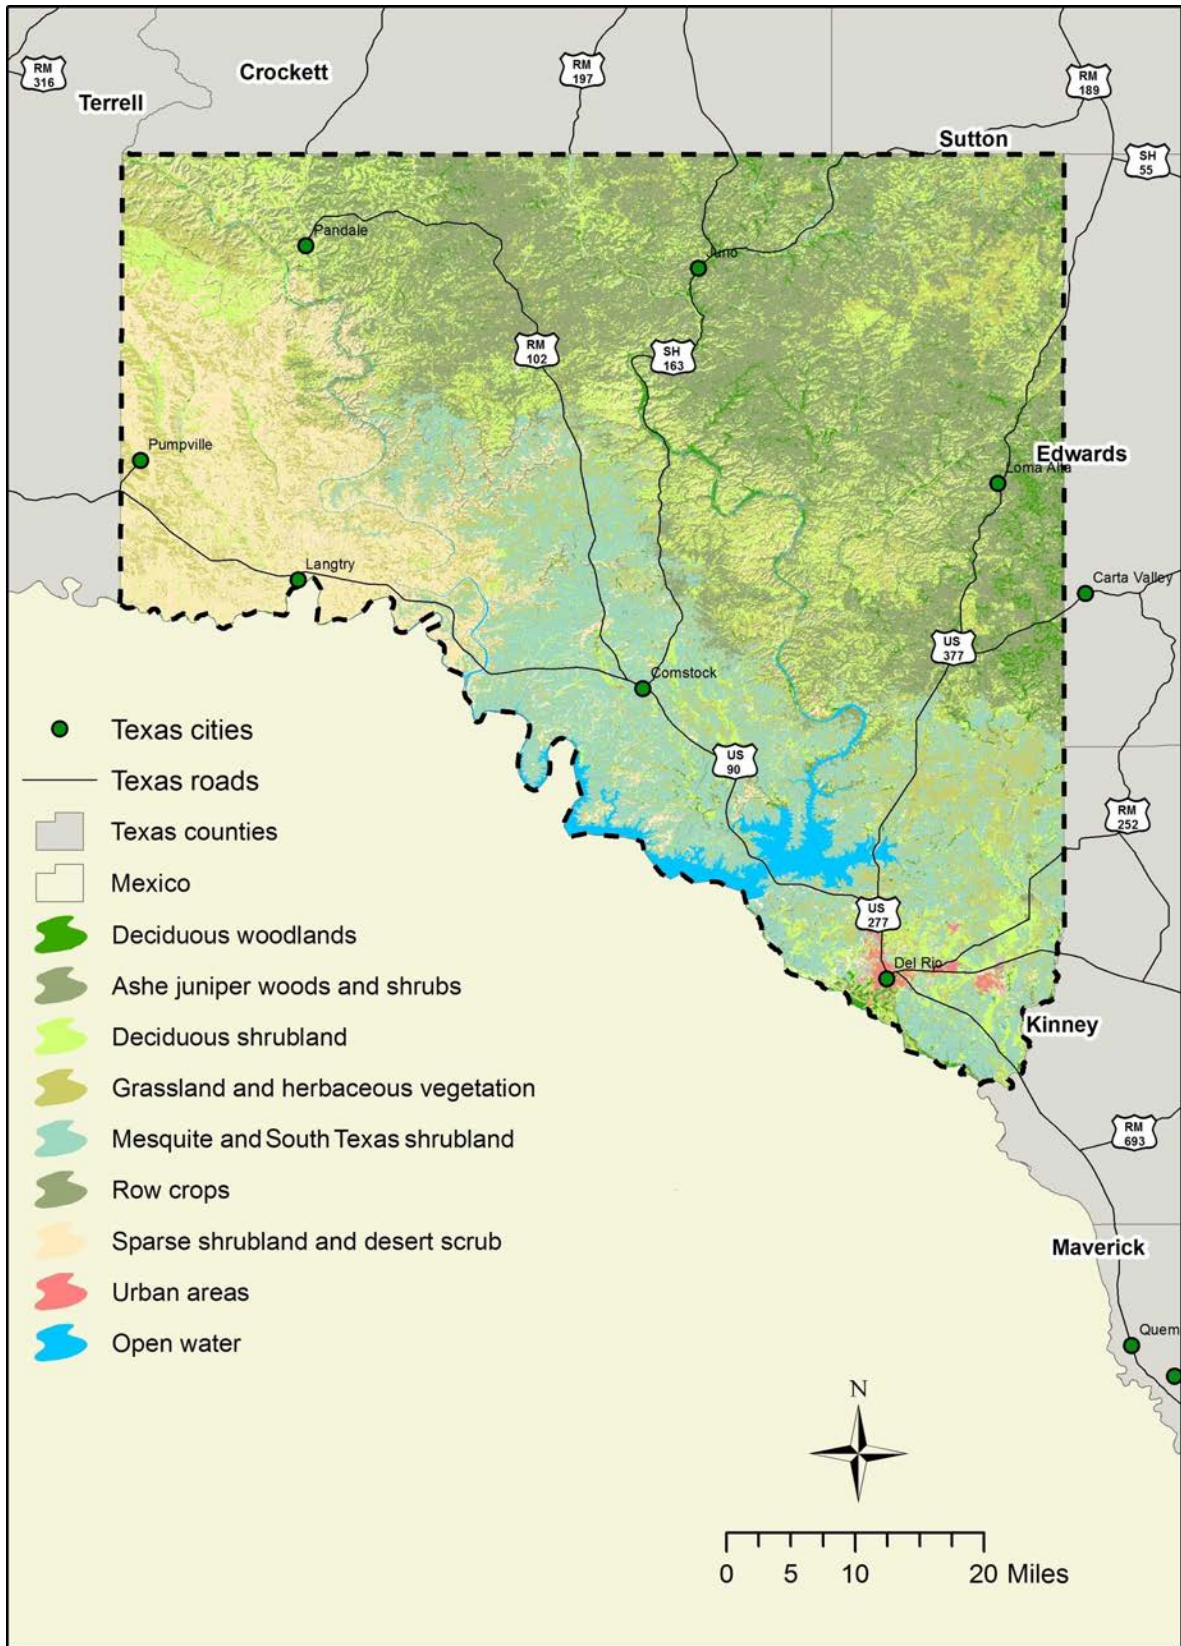 RM
316
Crockett
RM
197
RM
189
Terrell
Sutton
SH
55
Pandale
Juno
RM
102
SH
163
Pumpville
Edwards
Loma Alta
Langtry
Carta Valley
US
377
Comstock
US
90
RM
252
US
277
Del Rio
Kinney
RM
693
Maverick
Quem
Texas cities
Texas roads
Texas counties
Mexico
Deciduous woodlands
Ashe juniper woods and shrubs
Deciduous shrubland
Grassland and herbaceous vegetation
Mesquite and South Texas shrubland
Row crops
Sparse shrubland and desert scrub
Urban areas
Open water
N
0 5 10 20 Miles